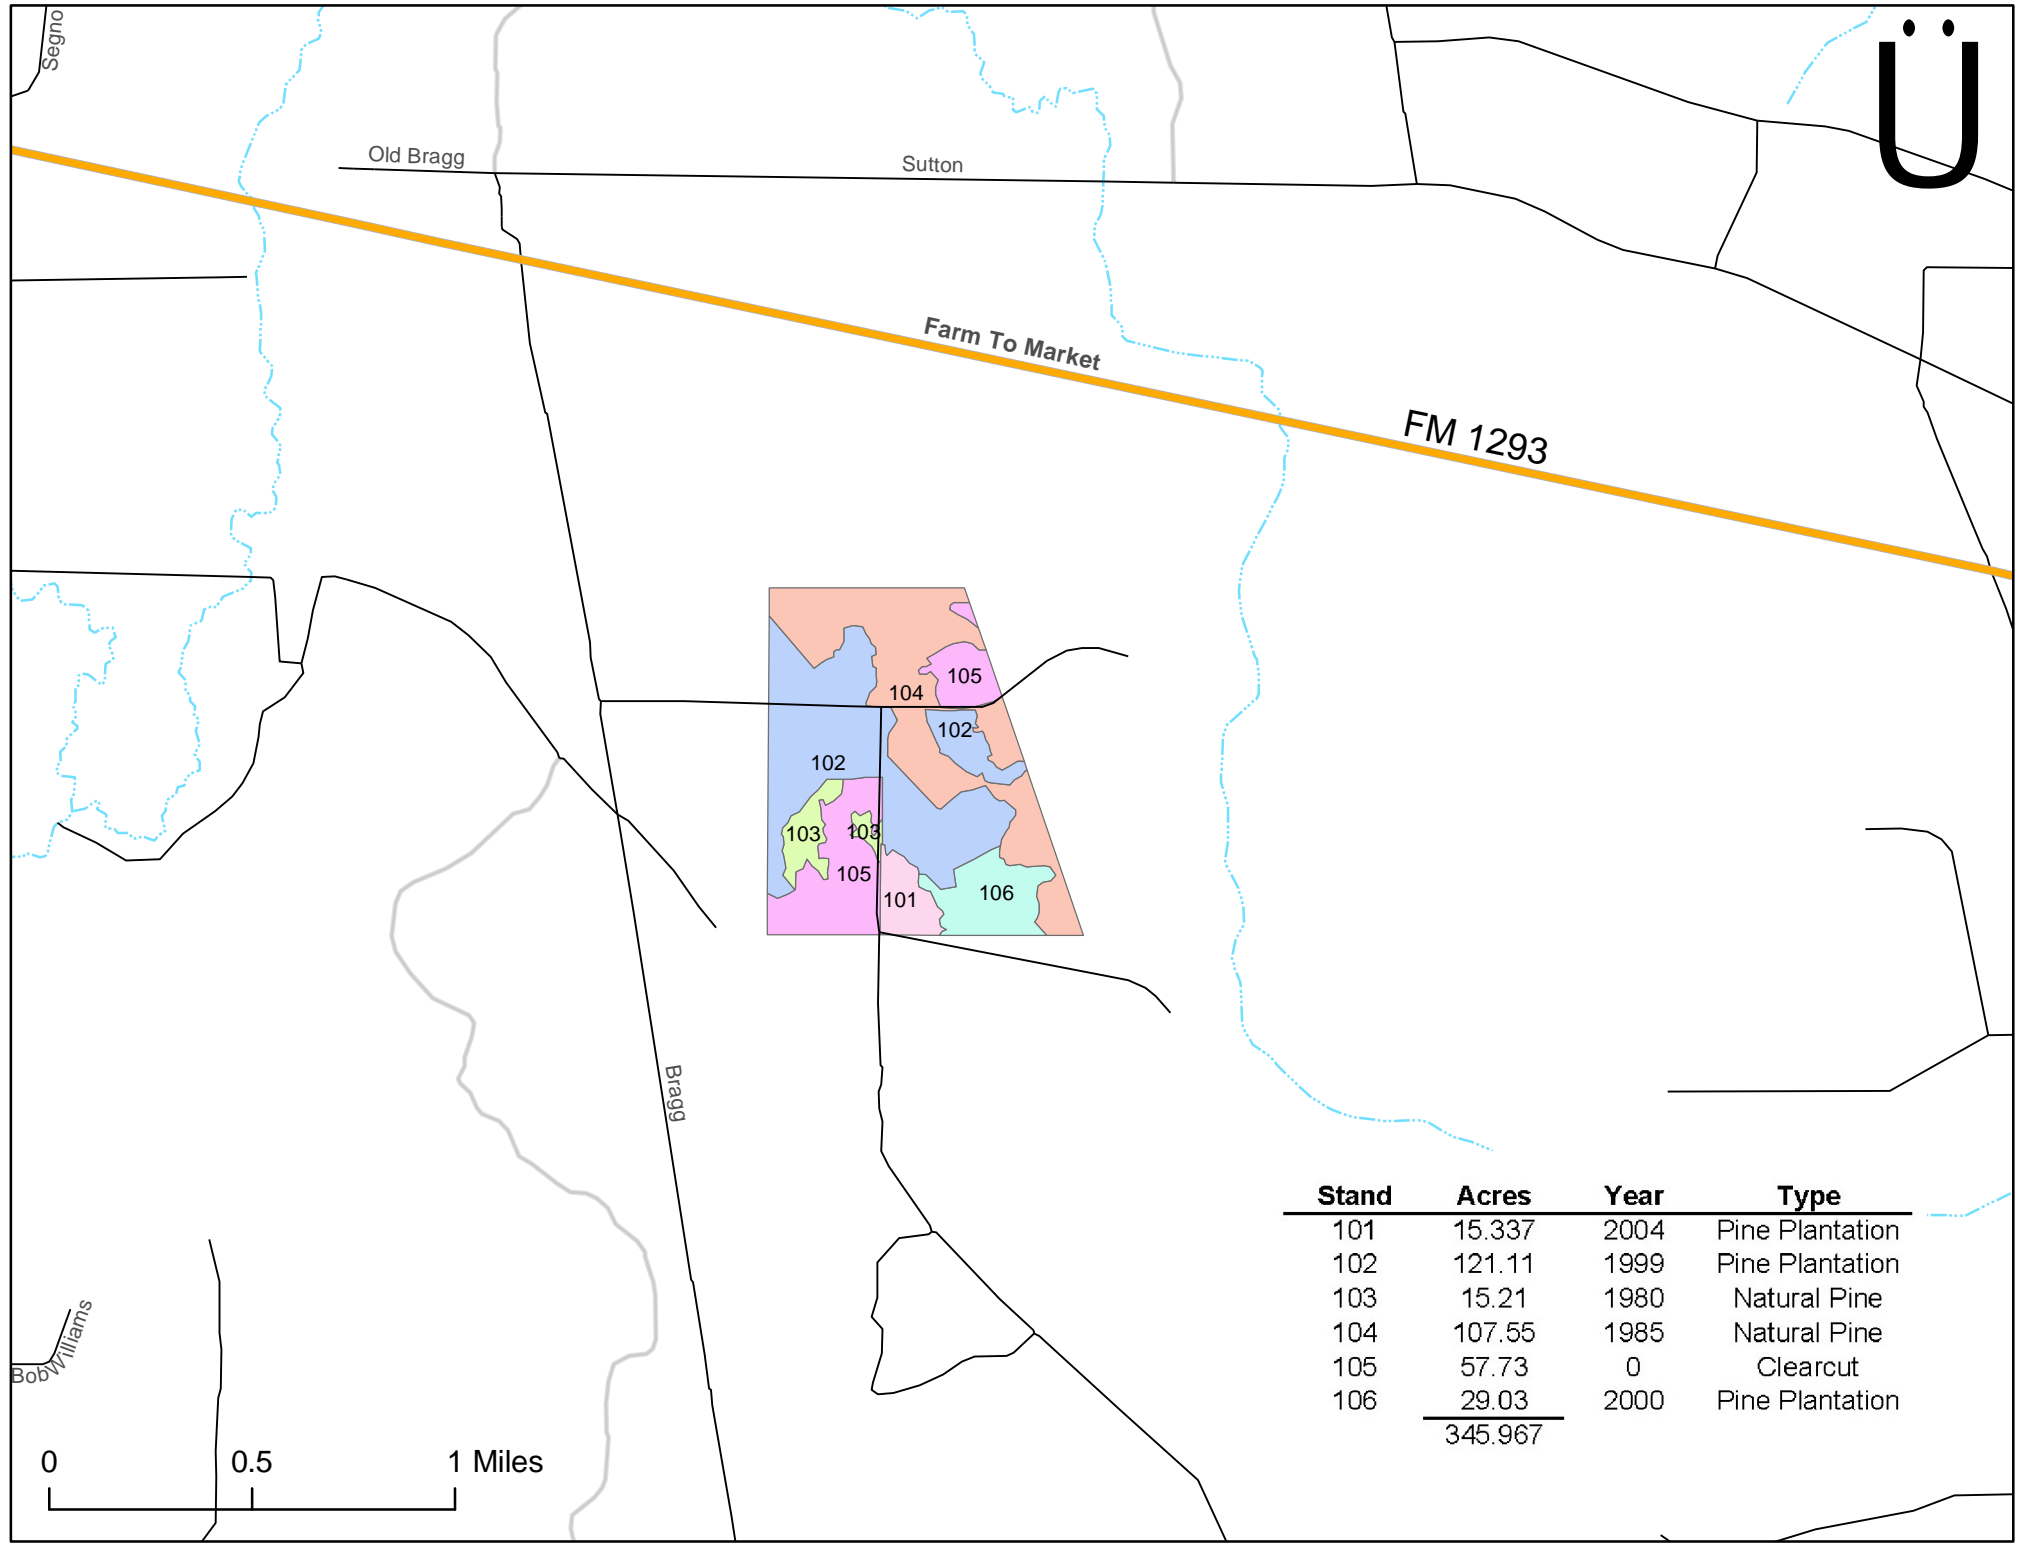 Segno
Ü
Old Bragg
Sutton
Farm To Market
FM 1293
105
104
102
102
103
103
105
106
101
Bragg
Stand Acres Year Type
101 15.337 2004 Pine Plantation
102 121.11 1999 Pine Plantation
103 15.21 1980 Natural Pine
104 107.55 1985 Natural Pine
105 57.73 0 Clearcut
106 29.03 2000 Pine Plantation
345.967
BobWilliams
0 0.5 1 Miles